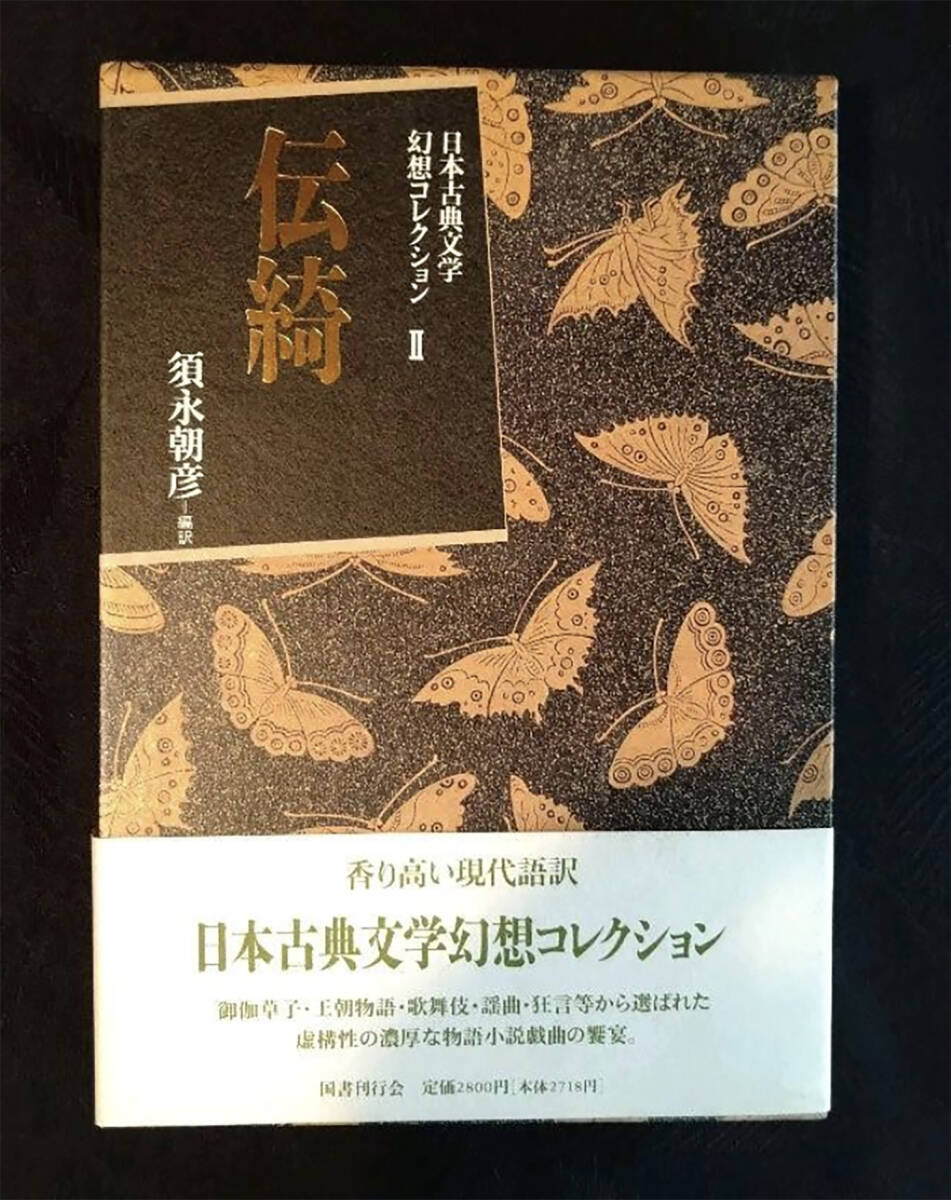 日本古典文学
幻想コレクション Ⅱ
伝綺
須永朝彦=編訳
香り高い現代語訳
日本古典文学幻想コレクション
御伽草子・王朝物語・歌舞伎・謡曲・狂言等から選ばれた
虚構性の濃厚な物語小説戯曲の饗宴。
国書刊行会 定価2800円[本体2718円]